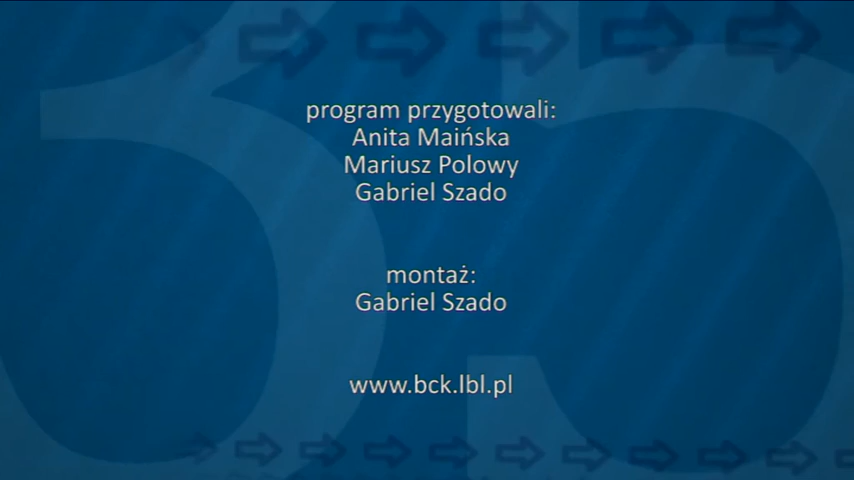 program przygotowali:
Anita Maińska
Mariusz Polowy
Gabriel Szado
montaż:
Gabriel Szado
www.bck.lbl.pl